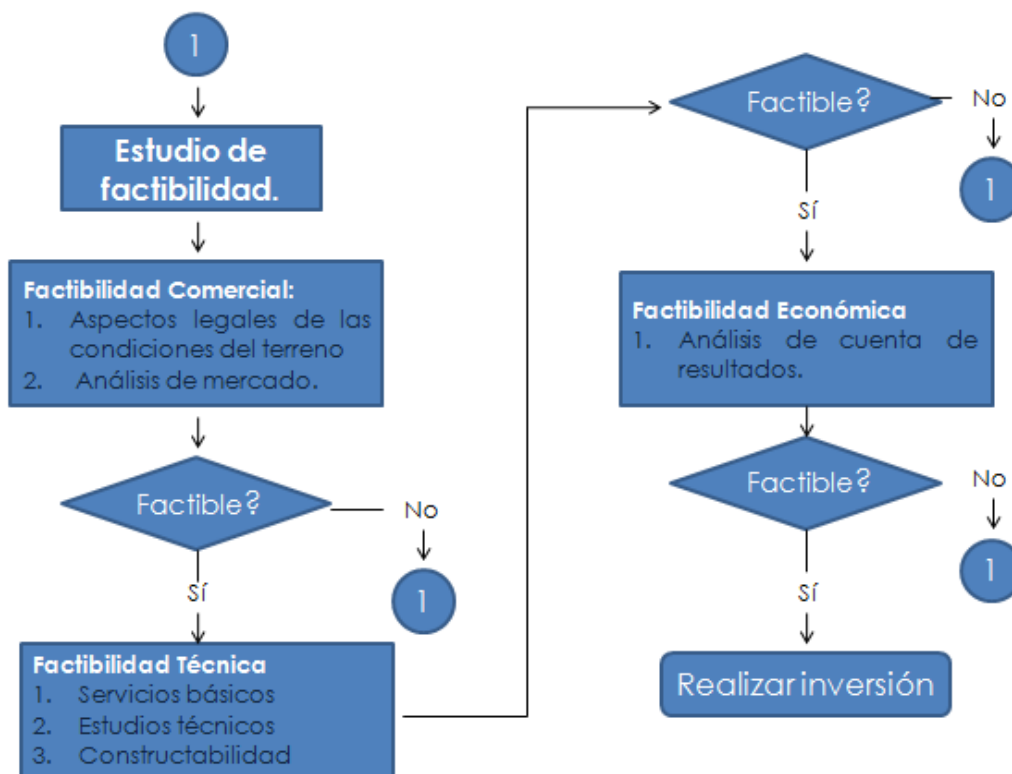 1
Estudio de
factibilidad.
Factibilidad Comercial:
1. Aspectos legales de las
condiciones del terreno
2. Análisis de mercado.
Factible?
No
1
Sí
Factibilidad Técnica
1. Servicios básicos
2. Estudios técnicos
3. Constructabilidad
Factible?
No
1
Sí
Factibilidad Económica
1. Análisis de cuenta de
resultados.
Factible?
No
1
Sí
Realizar inversión